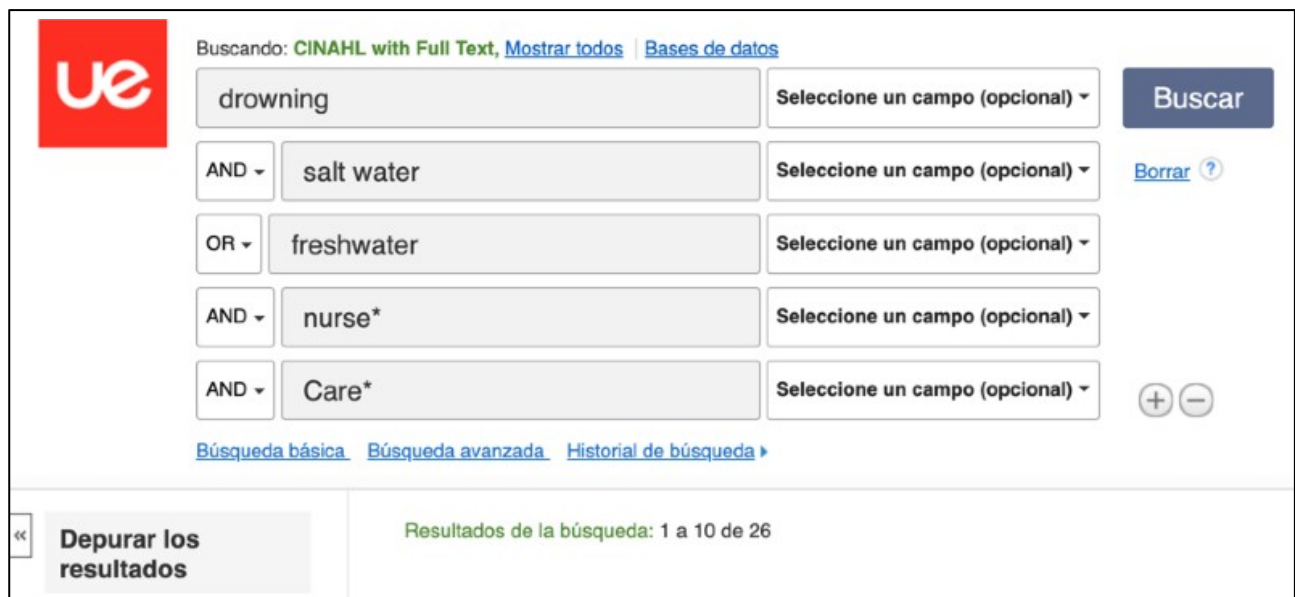 ue
Buscando: CINAHL with Full Text, Mostrar todos | Bases de datos
drowning Seleccione un campo (opcional) Buscar
AND salt water Seleccione un campo (opcional) Borrar ?
OR freshwater Seleccione un campo (opcional)
AND nurse* Seleccione un campo (opcional)
AND Care* Seleccione un campo (opcional) + −
Búsqueda básica Búsqueda avanzada Historial de búsqueda
« Depurar los
resultados
Resultados de la búsqueda: 1 a 10 de 26